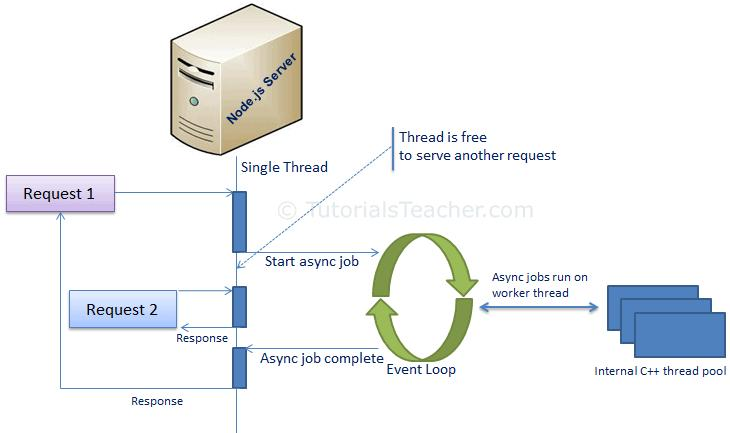 Node.js Server
Thread is free
to serve another request
Single Thread
Request 1
© TutorialsTeacher.com
Start async job
Async jobs run on
worker thread
Request 2
Response
Async job complete
Event Loop
Internal C++ thread pool
Response